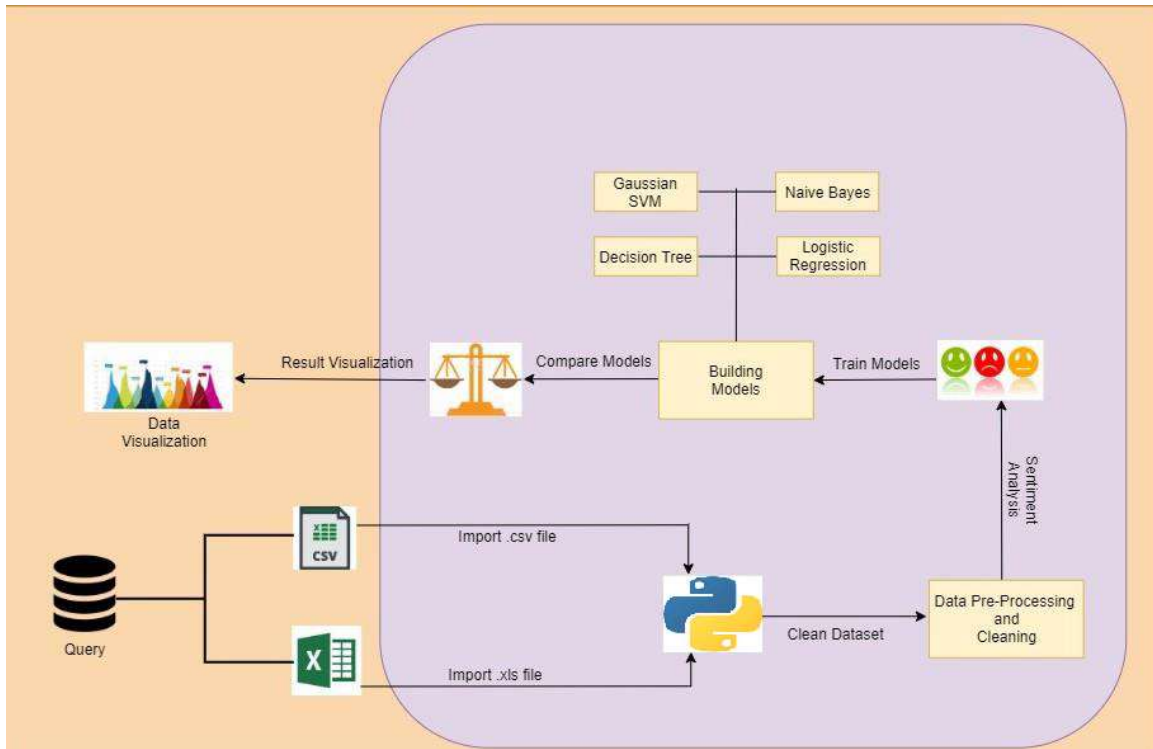 Gaussian
SVM
Naive Bayes
Decision Tree
Logistic
Regression
Result Visualization
Compare Models
Building
Models
Train Models
Data
Visualization
Sentiment
Analysis
CSV
Import .csv file
Query
X
Import .xls file
Clean Dataset
Data Pre-Processing
and
Cleaning